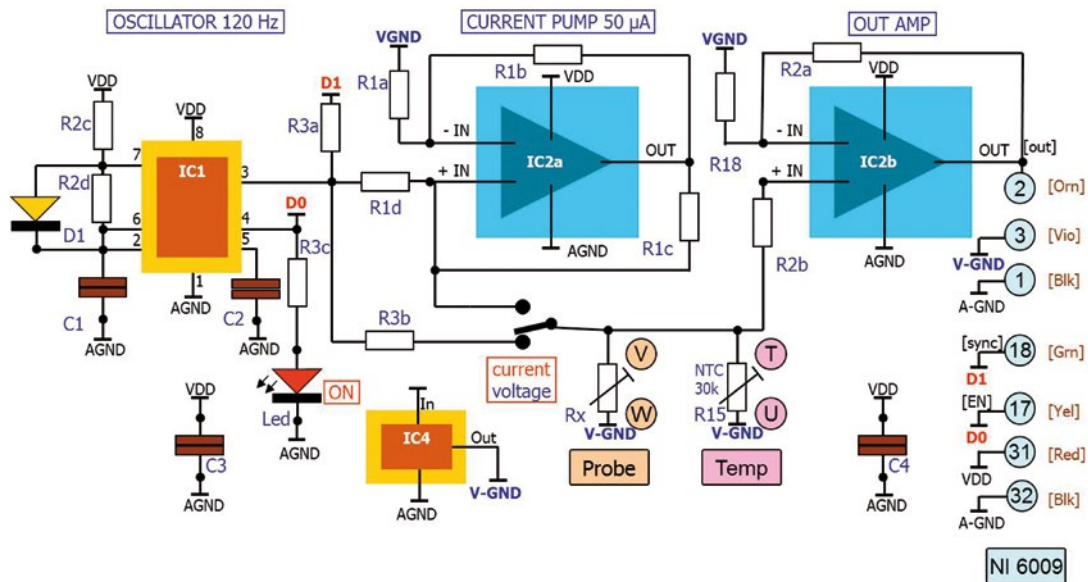 OSCILLATOR 120 Hz
CURRENT PUMP 50 µA
OUT AMP
VDD
R2c
VDD
8
7
IC1
3
R2d
6
2
4
5
1
D1
AGND
C1
AGND
C2
AGND
D1
R3a
D0
R3c
Led
ON
AGND
VDD
C3
AGND
VGND
R1a
R1b
VDD
- IN
IC2a
OUT
+ IN
R1d
AGND
R1c
R3b
current
voltage
In
IC4
Out
V-GND
AGND
VGND
R2a
VDD
R18
- IN
IC2b
OUT
[out]
+ IN
R2b
AGND
V
W
Rx
V-GND
Probe
NTC
30k
R15
T
U
V-GND
Temp
VDD
C4
AGND
2 [Orn]
3 [Vio]
V-GND
1 [Blk]
A-GND
[sync] 18 [Grn]
D1
[EN] 17 [Yel]
D0
31 [Red]
VDD
32 [Blk]
A-GND
NI 6009